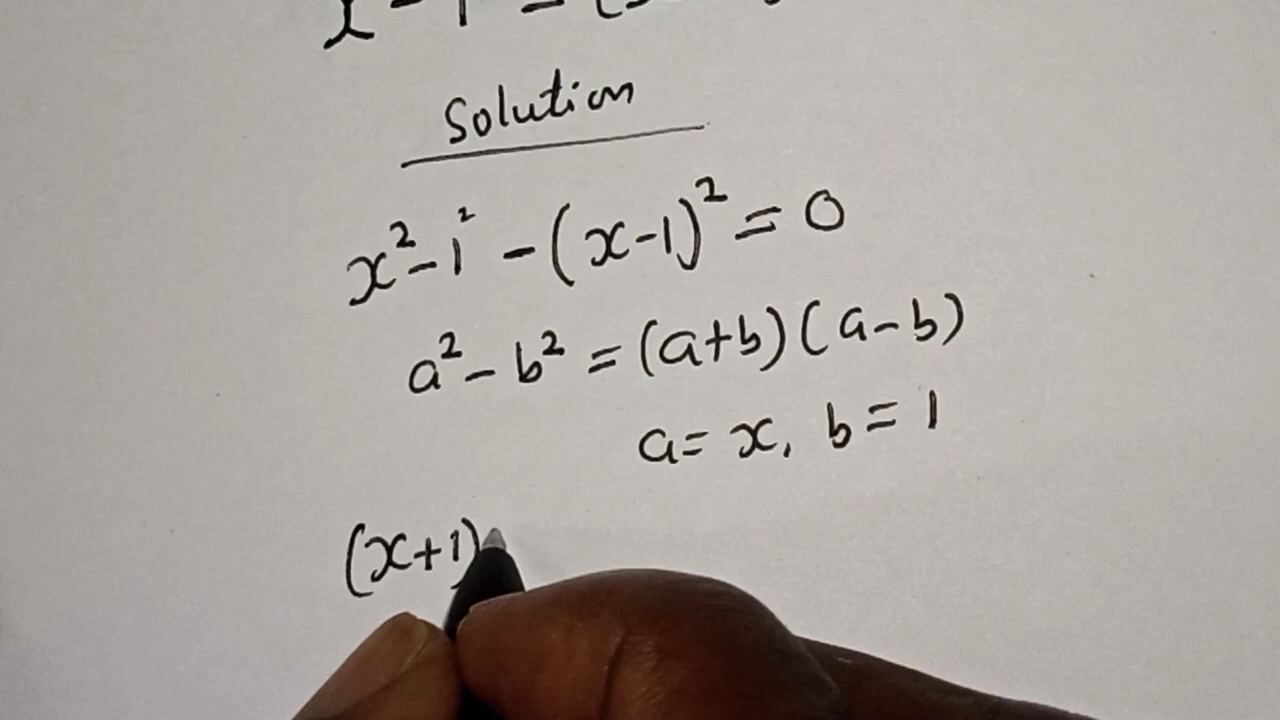 Solution
x² - 1² - (x-1)² = 0
a² - b² = (a+b)(a-b)
a = x, b = 1
(x+1)